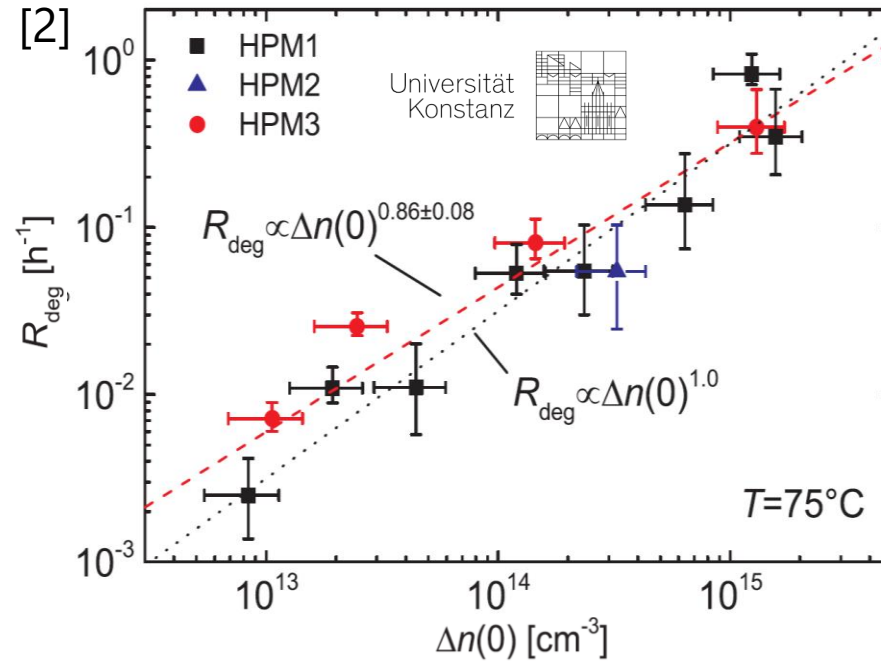 [2]
HPM1
HPM2
HPM3
Universität
Konstanz
R_deg ∝ Δn(0)^0.86±0.08
R_deg ∝ Δn(0)^1.0
T=75°C
R_deg [h^-1]
10^0
10^-1
10^-2
10^-3
10^13
10^14
10^15
Δn(0) [cm^-3]